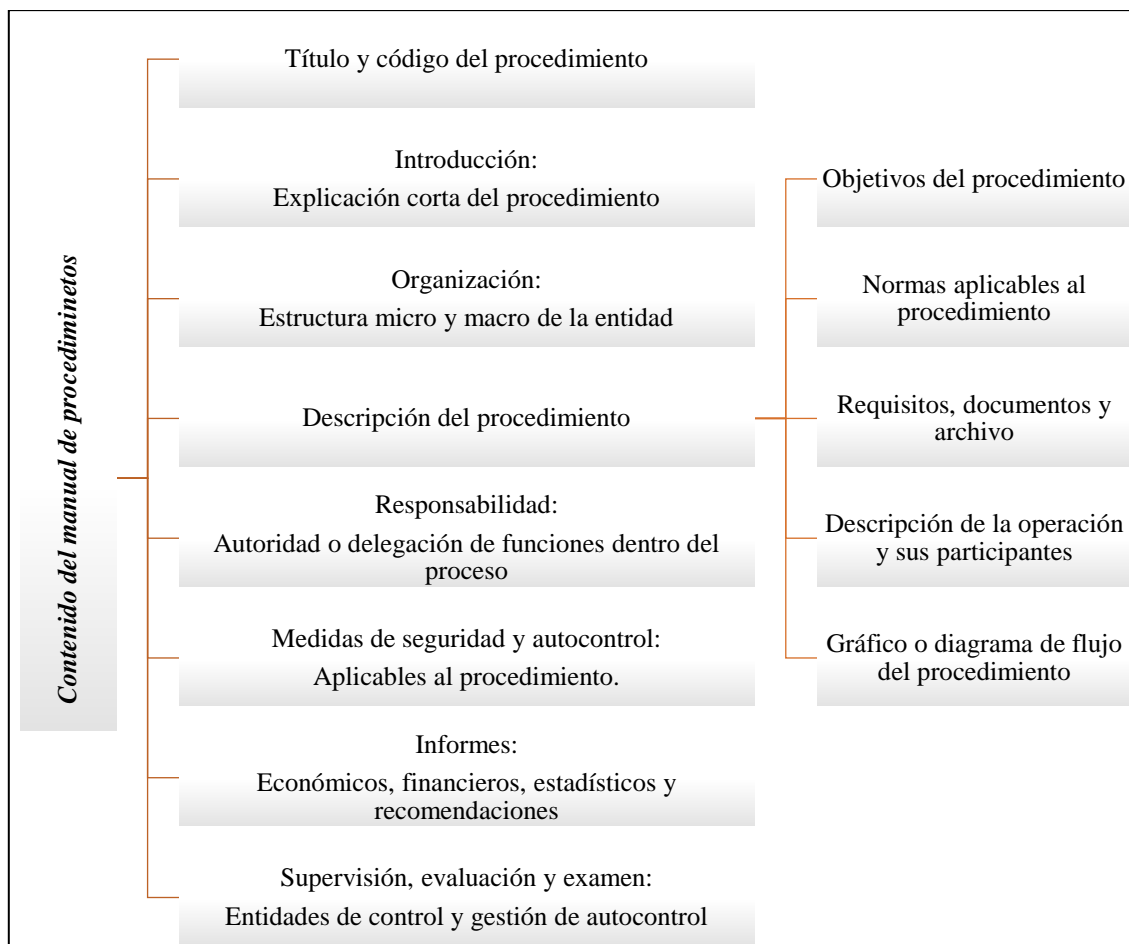 Contenido del manual de procediminetos
Título y código del procedimiento
Introducción:
Explicación corta del procedimiento
Organización:
Estructura micro y macro de la entidad
Descripción del procedimiento
Objetivos del procedimiento
Normas aplicables al
procedimiento
Requisitos, documentos y
archivo
Descripción de la operación
y sus participantes
Gráfico o diagrama de flujo
del procedimiento
Responsabilidad:
Autoridad o delegación de funciones dentro del
proceso
Medidas de seguridad y autocontrol:
Aplicables al procedimiento.
Informes:
Económicos, financieros, estadísticos y
recomendaciones
Supervisión, evaluación y examen:
Entidades de control y gestión de autocontrol